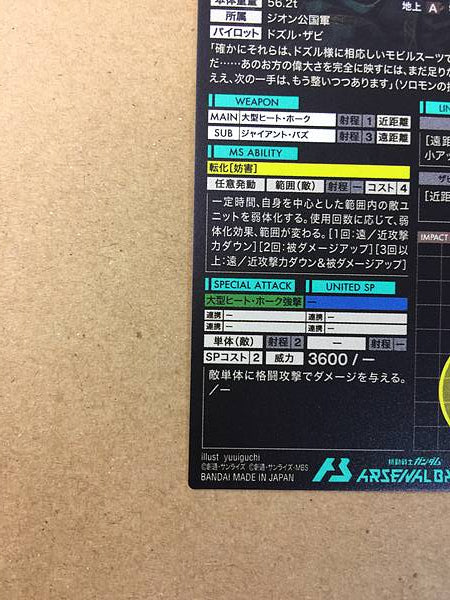 本体重量 56.2t
地上 A
所属 ジオン公国軍
パイロット ドズル・ザビ
「確かにそれらは、ドズル様に相応しいモビルスーツで
だ……あのお方の偉大さを完全に映すには、まだ足りな
ええ、次の一手は、もう整いつつあります」(ソロモンの技
WEAPON
MAIN 大型ヒート・ホーク 射程 1 近距離
SUB ジャイアント・バズ 射程 3 遠距離
LIN
MS ABILITY
転化[妨害]
任意発動 範囲(敵) 射程 ー コスト 4
一定時間、自身を中心とした範囲内の敵ユ
ニットを弱体化する。使用回数に応じて、弱
体化効果、範囲が変わる。[1回:遠/近攻撃
力ダウン][2回:被ダメージアップ][3回以
上:遠/近攻撃力ダウン&被ダメージアップ]
[遠距
小アッ
ザビ
[近距
IMPACT
SPECIAL ATTACK UNITED SP
大型ヒート・ホーク強撃 ー
連携 ー 連携 ー
連携 ー 連携 ー
単体(敵) 射程 2 ー 射程 ー
SPコスト 2 威力 3600 / ー
敵単体に格闘攻撃でダメージを与える。
/ー
illust yuuiguchi
©創通・サンライズ ©創通・サンライズ・MBS
BANDAI MADE IN JAPAN
機動戦士ガンダム
ARSENAL BA